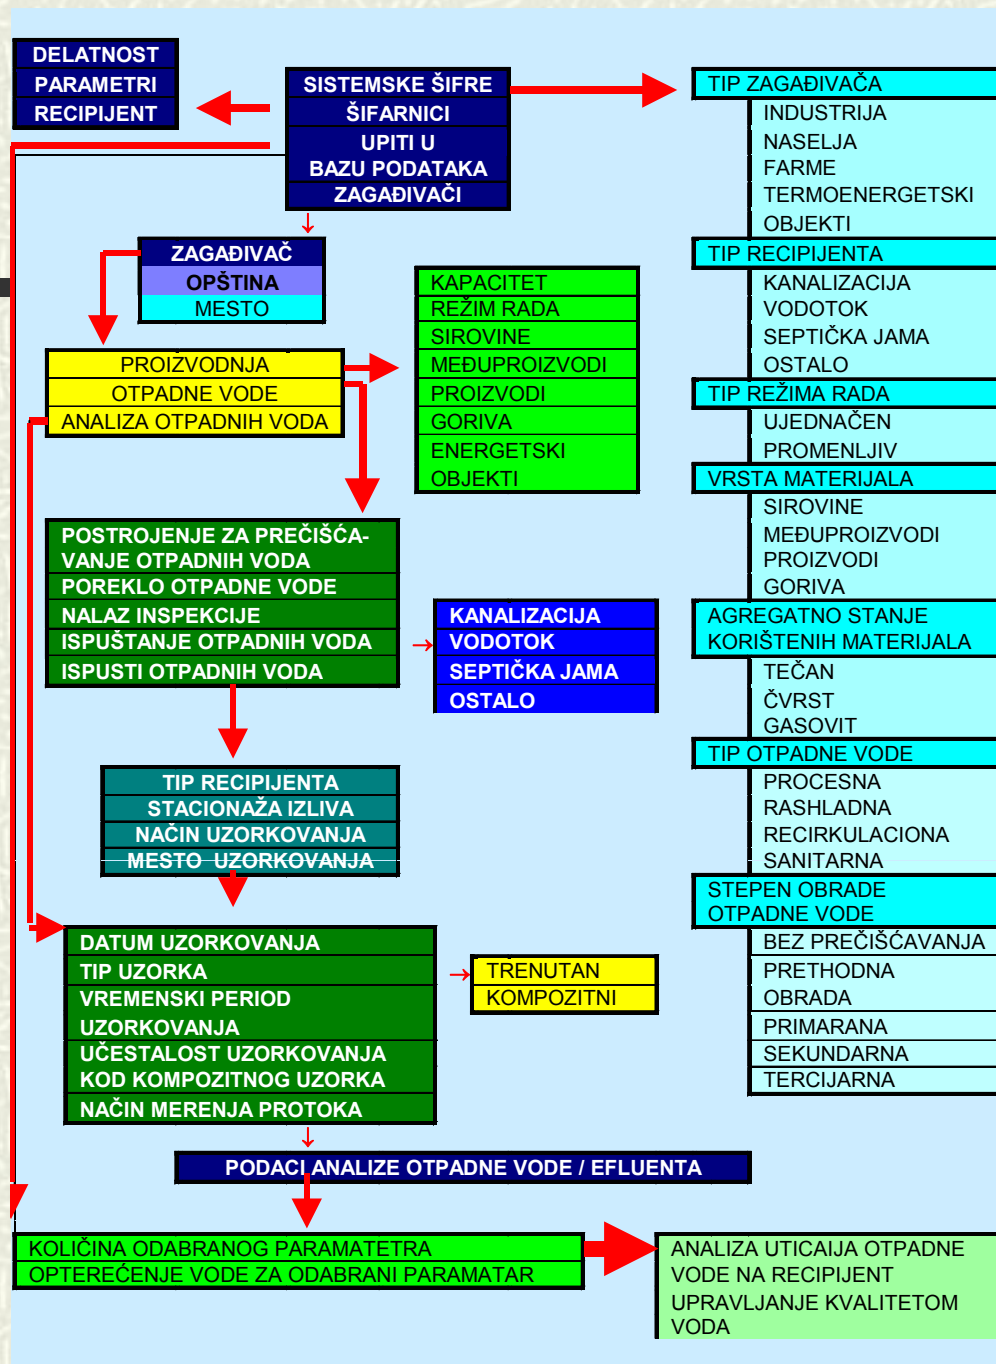 DELATNOST
PARAMETRI
RECIPIJENT
SISTEMSKE ŠIFRE
ŠIFARNICI
UPITI U
BAZU PODATAKA
ZAGAĐIVAČI
ZAGAĐIVAČ
OPŠTINA
MESTO
PROIZVODNJA
OTPADNE VODE
ANALIZA OTPADNIH VODA
KAPACITET
REŽIM RADA
SIROVINE
MEĐUPROIZVODI
PROIZVODI
GORIVA
ENERGETSKI
OBJEKTI
POSTROJENJE ZA PREČIŠĆA-
VANJE OTPADNIH VODA
POREKLO OTPADNE VODE
NALAZ INSPEKCIJE
ISPUŠTANJE OTPADNIH VODA
ISPUSTI OTPADNIH VODA
KANALIZACIJA
VODOTOK
SEPTIČKA JAMA
OSTALO
TIP RECIPIJENTA
STACIONAŽA IZLIVA
NAČIN UZORKOVANJA
MESTO UZORKOVANJA
DATUM UZORKOVANJA
TIP UZORKA
VREMENSKI PERIOD
UZORKOVANJA
UČESTALOST UZORKOVANJA
KOD KOMPOZITNOG UZORKA
NAČIN MERENJA PROTOKA
TRENUTAN
KOMPOZITNI
PODACI ANALIZE OTPADNE VODE / EFLUENTA
KOLIČINA ODABRANOG PARAMATETRA
OPTEREĆENJE VODE ZA ODABRANI PARAMATAR
ANALIZA UTICAIJA OTPADNE
VODE NA RECIPIJENT
UPRAVLJANJE KVALITETOM
VODA
TIP ZAGAĐIVAČA
INDUSTRIJA
NASELJA
FARME
TERMOENERGETSKI
OBJEKTI
TIP RECIPIJENTA
KANALIZACIJA
VODOTOK
SEPTIČKA JAMA
OSTALO
TIP REŽIMA RADA
UJEDNAČEN
PROMENLJIV
VRSTA MATERIJALA
SIROVINE
MEĐUPROIZVODI
PROIZVODI
GORIVA
AGREGATNO STANJE
KORIŠTENIH MATERIJALA
TEČAN
ČVRST
GASOVIT
TIP OTPADNE VODE
PROCESNA
RASHLADNA
RECIRKULACIONA
SANITARNA
STEPEN OBRADE
OTPADNE VODE
BEZ PREČIŠĆAVANJA
PRETHODNA
OBRADA
PRIMARANA
SEKUNDARNA
TERCIJARNA